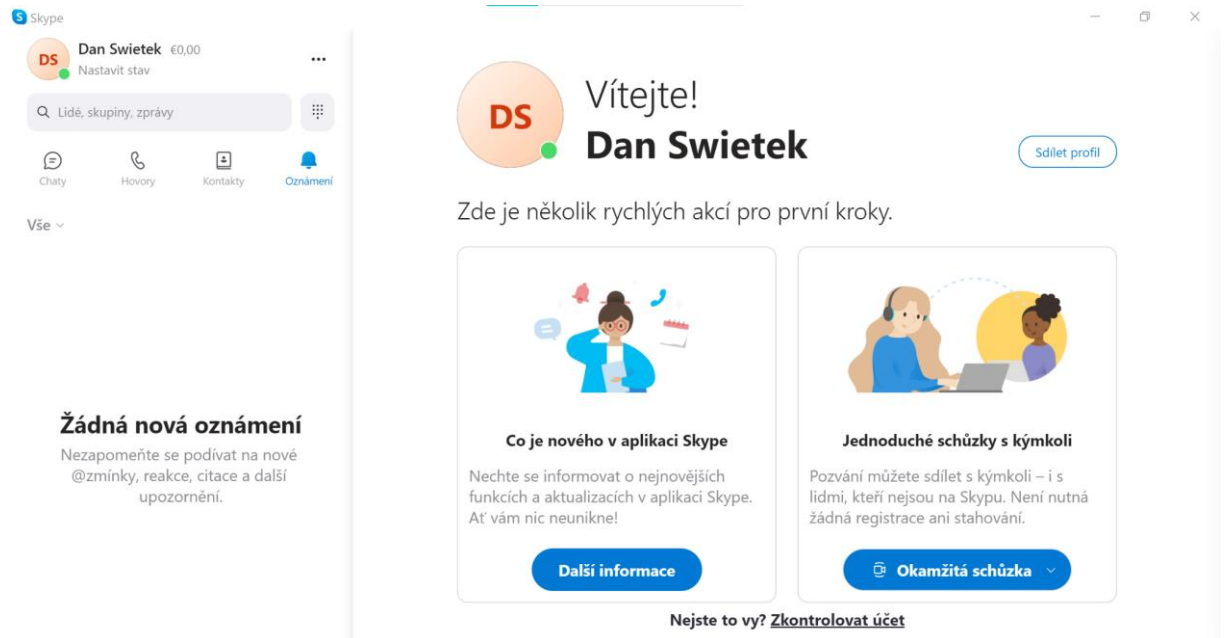 Skype
DS
Dan Swietek €0,00
Nastavit stav
Lidé, skupiny, zprávy
Chaty Hovory Kontakty Oznámení
Vše
Žádná nová oznámení
Nezapomeňte se podívat na nové
@zmínky, reakce, citace a další
upozornění.
DS
Vítejte!
Dan Swietek
Sdílet profil
Zde je několik rychlých akcí pro první kroky.
Co je nového v aplikaci Skype
Nechte se informovat o nejnovějších
funkcích a aktualizacích v aplikaci Skype.
Ať vám nic neunikne!
Další informace
Jednoduché schůzky s kýmkoli
Pozvání můžete sdílet s kýmkoli – i s
lidmi, kteří nejsou na Skypu. Není nutná
žádná registrace ani stahování.
Okamžitá schůzka
Nejste to vy? Zkontrolovat účet